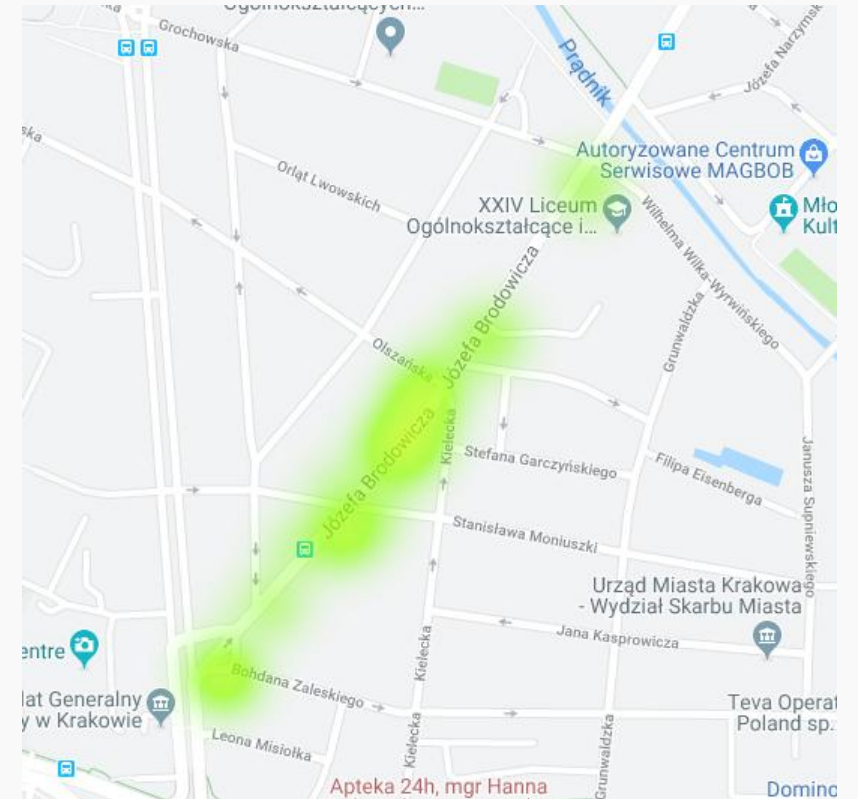 Ogólnokształcących...
Grochowska
Prądnik
Józefa Narzymsk
ska
Autoryzowane Centrum
Serwisowe MAGBOB
Orląt Lwowskich
XXIV Liceum
Ogólnokształcące i...
Mło
Kult
Wilhelma Wilka-Wyrwińskiego
Józefa Brodowicza
Grunwaldzka
Olszańska
Józefa Brodowicza
Kielecka
Stefana Garczyńskiego
Filipa Eisenberga
Janusza Supniewskiego
Stanisława Moniuszki
Urząd Miasta Krakowa
- Wydział Skarbu Miasta
Jana Kasprowicza
entre
Kielecka
Bohdana Zaleskiego
lat Generalny
y w Krakowie
Teva Operat
Poland sp.
Leona Misiołka
Kielecka
Grunwaldzka
Apteka 24h, mgr Hanna
Domino